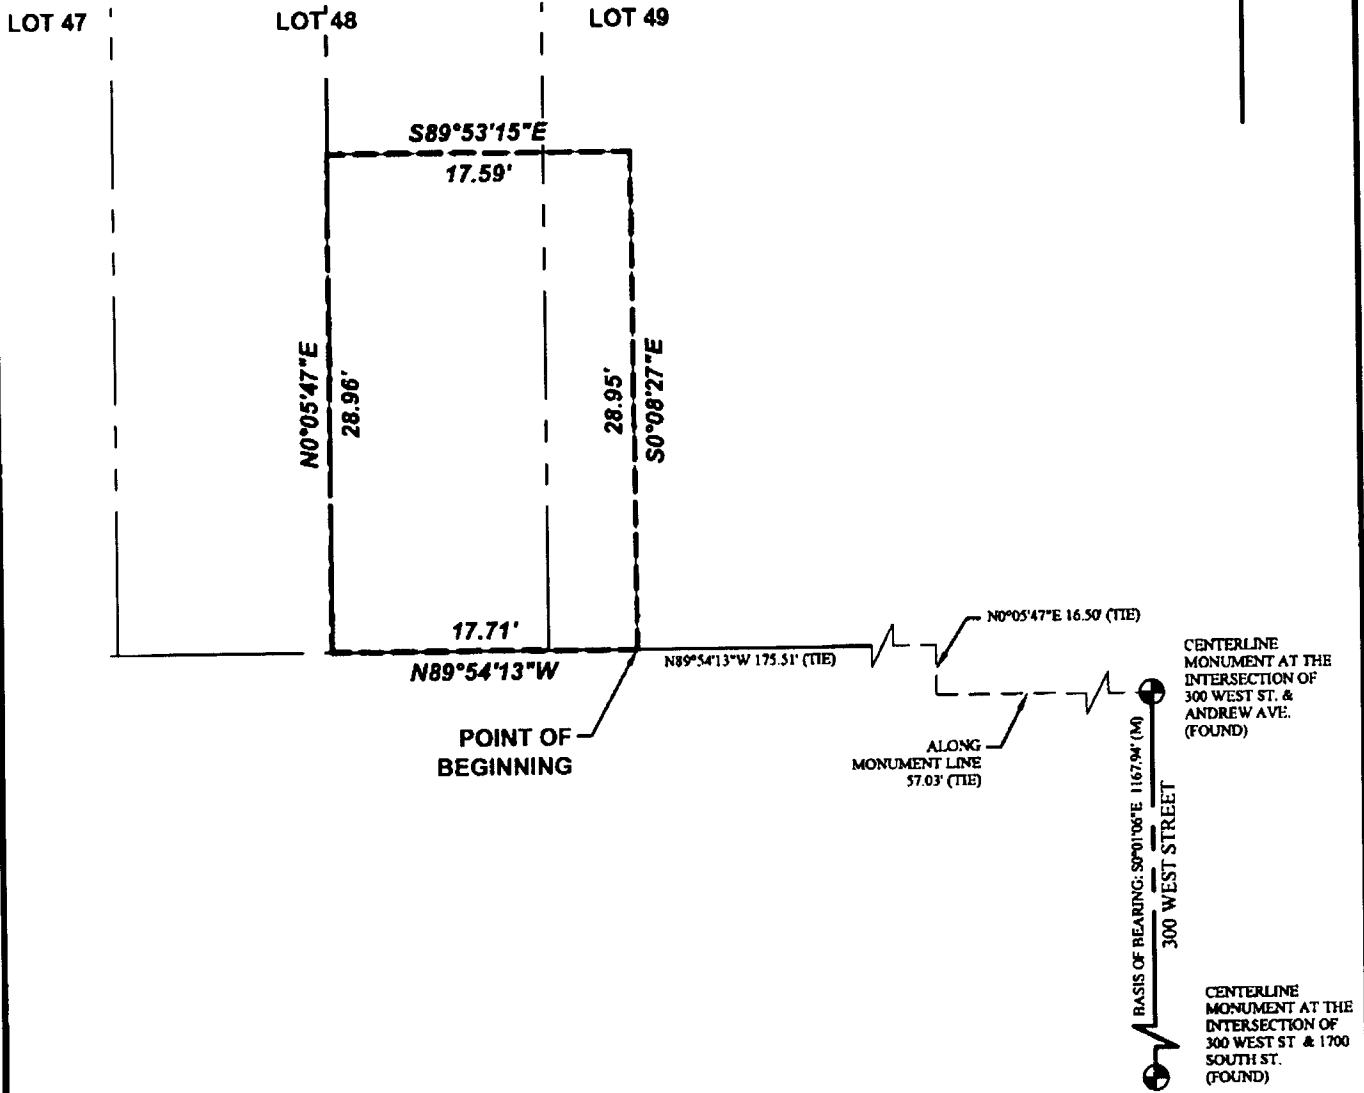 LOT 47
LOT 48
LOT 49
S89°53'15"E
17.59'
N0°05'47"E
28.96'
28.95'
S0°08'27"E
17.71'
N89°54'13"W
N89°54'13"W 175.51' (TIE)
N0°05'47"E 16.50' (TIE)
POINT OF
BEGINNING
ALONG
MONUMENT LINE
57.03' (TIE)
CENTERLINE
MONUMENT AT THE
INTERSECTION OF
300 WEST ST. &
ANDREW AVE.
(FOUND)
BASIS OF BEARING: S0°01'06"E 1167.94' (M)
300 WEST STREET
CENTERLINE
MONUMENT AT THE
INTERSECTION OF
300 WEST ST & 1700
SOUTH ST.
(FOUND)